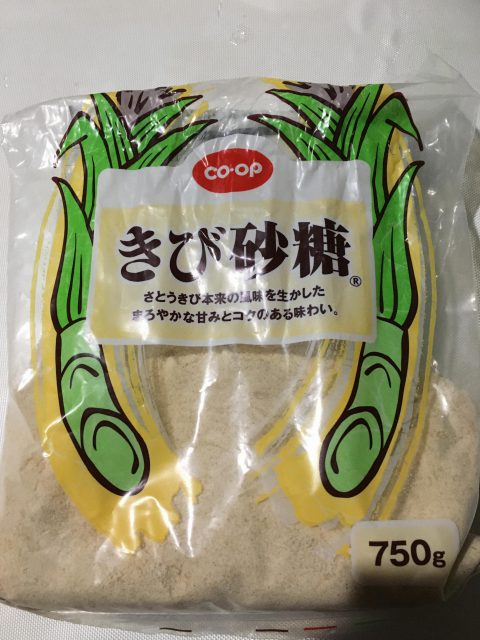 CO·OP
きび砂糖®
さとうきび本来の風味を生かした
まろやかな甘みとコクのある味わい。
750g